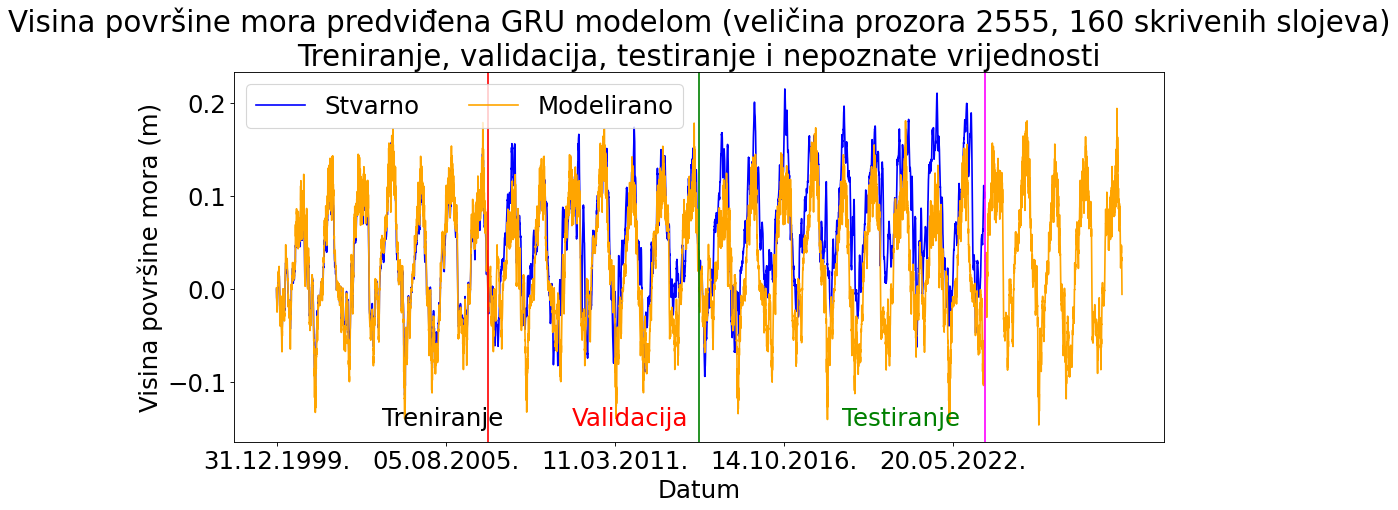 Visina površine mora predviđena GRU modelom (veličina prozora 2555, 160 skrivenih slojeva)
Treniranje, validacija, testiranje i nepoznate vrijednosti
Stvarno
Modelirano
Visina površine mora (m)
0.2
0.1
0.0
−0.1
Treniranje
Validacija
Testiranje
31.12.1999.
05.08.2005.
11.03.2011.
14.10.2016.
20.05.2022.
Datum